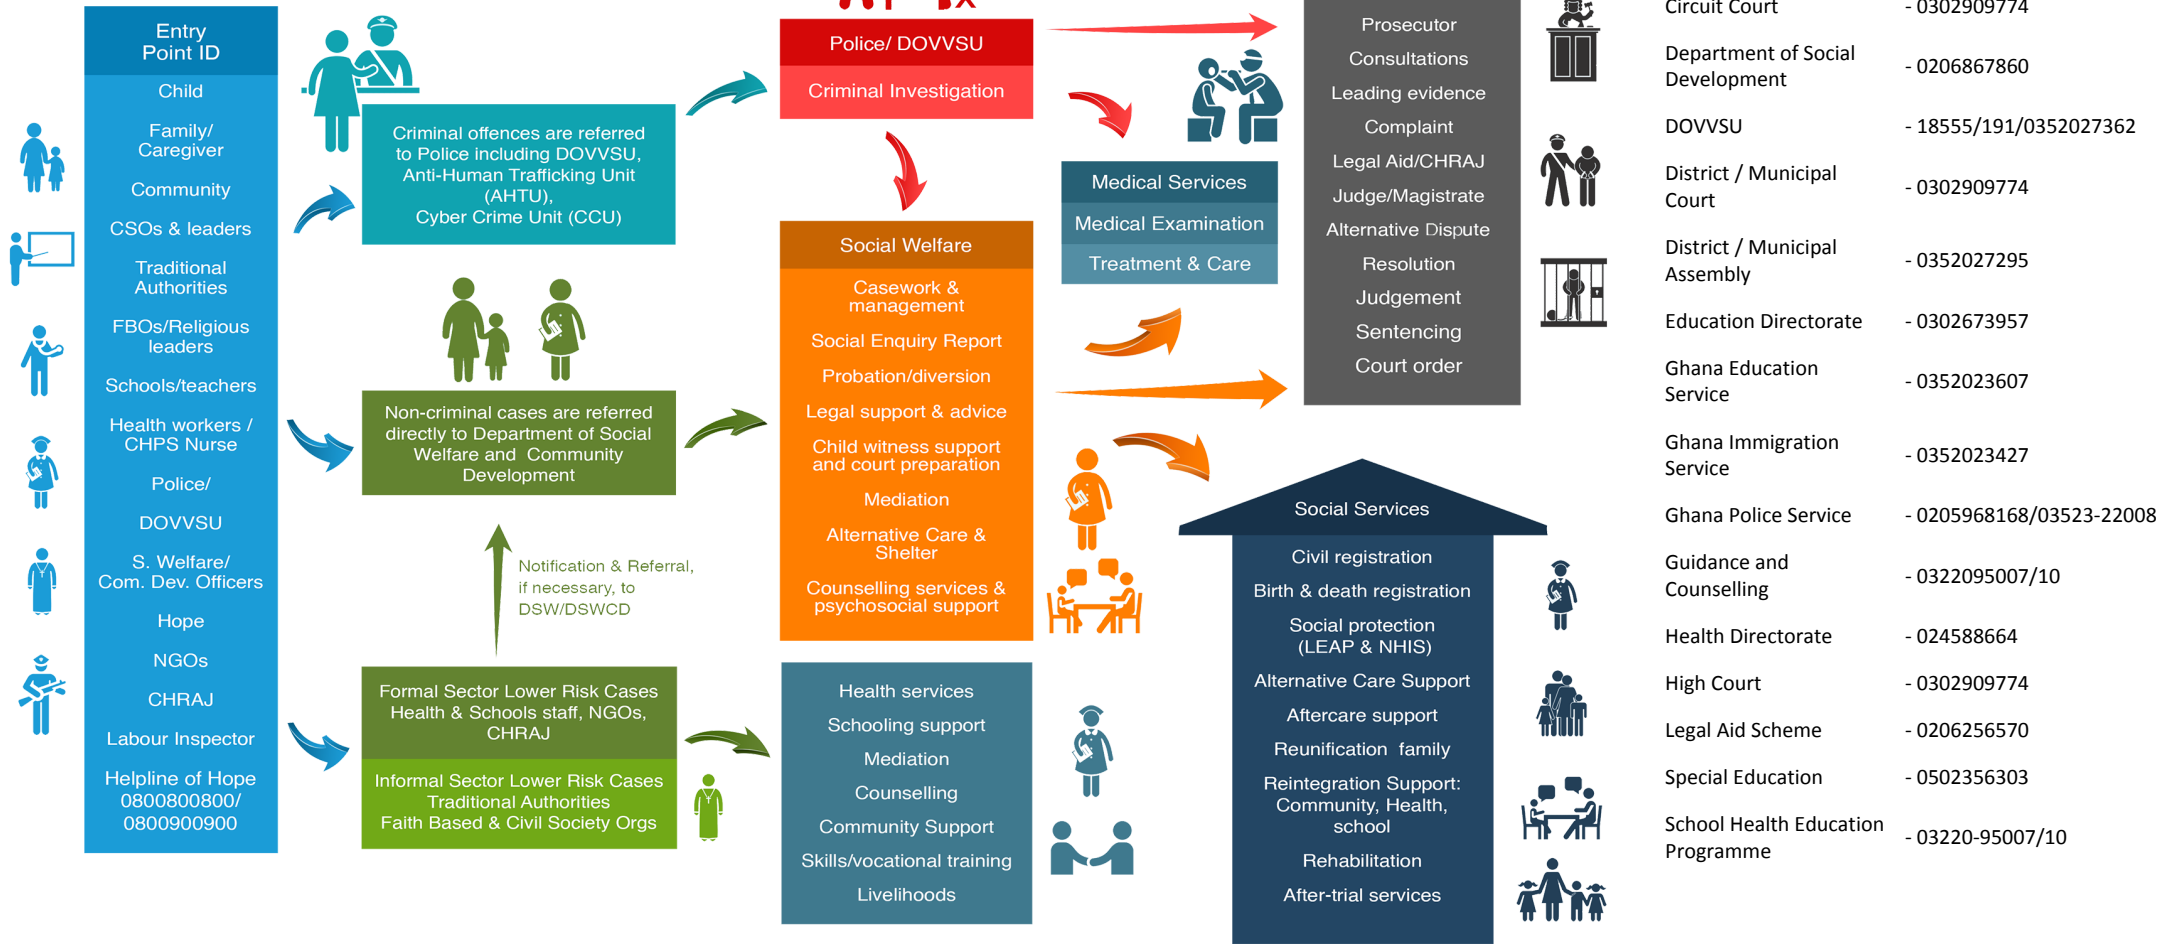 Entry
Point ID
Child
Family/
Caregiver
Community
CSOs & leaders
Traditional
Authorities
FBOs/Religious
leaders
Schools/teachers
Health workers /
CHPS Nurse
Police/
DOVVSU
S. Welfare/
Com. Dev. Officers
Hope
NGOs
CHRAJ
Labour Inspector
Helpline of Hope
0800800800/
0800900900
Criminal offences are referred
to Police including DOVVSU,
Anti-Human Trafficking Unit
(AHTU),
Cyber Crime Unit (CCU)
Non-criminal cases are referred
directly to Department of Social
Welfare and Community
Development
Notification & Referral,
if necessary, to
DSW/DSWCD
Formal Sector Lower Risk Cases
Health & Schools staff, NGOs,
CHRAJ
Informal Sector Lower Risk Cases
Traditional Authorities
Faith Based & Civil Society Orgs
Police/ DOVVSU
Criminal Investigation
Social Welfare
Casework &
management
Social Enquiry Report
Probation/diversion
Legal support & advice
Child witness support
and court preparation
Mediation
Alternative Care &
Shelter
Counselling services &
psychosocial support
Health services
Schooling support
Mediation
Counselling
Community Support
Skills/vocational training
Livelihoods
Medical Services
Medical Examination
Treatment & Care
Prosecutor
Consultations
Leading evidence
Complaint
Legal Aid/CHRAJ
Judge/Magistrate
Alternative Dispute
Resolution
Judgement
Sentencing
Court order
Social Services
Civil registration
Birth & death registration
Social protection
(LEAP & NHIS)
Alternative Care Support
Aftercare support
Reunification family
Reintegration Support:
Community, Health,
school
Rehabilitation
After-trial services
Circuit Court - 0302909774
Department of Social
Development - 0206867860
DOVVSU - 18555/191/0352027362
District / Municipal
Court - 0302909774
District / Municipal
Assembly - 0352027295
Education Directorate - 0302673957
Ghana Education
Service - 0352023607
Ghana Immigration
Service - 0352023427
Ghana Police Service - 0205968168/03523-22008
Guidance and
Counselling - 0322095007/10
Health Directorate - 024588664
High Court - 0302909774
Legal Aid Scheme - 0206256570
Special Education - 0502356303
School Health Education
Programme - 03220-95007/10